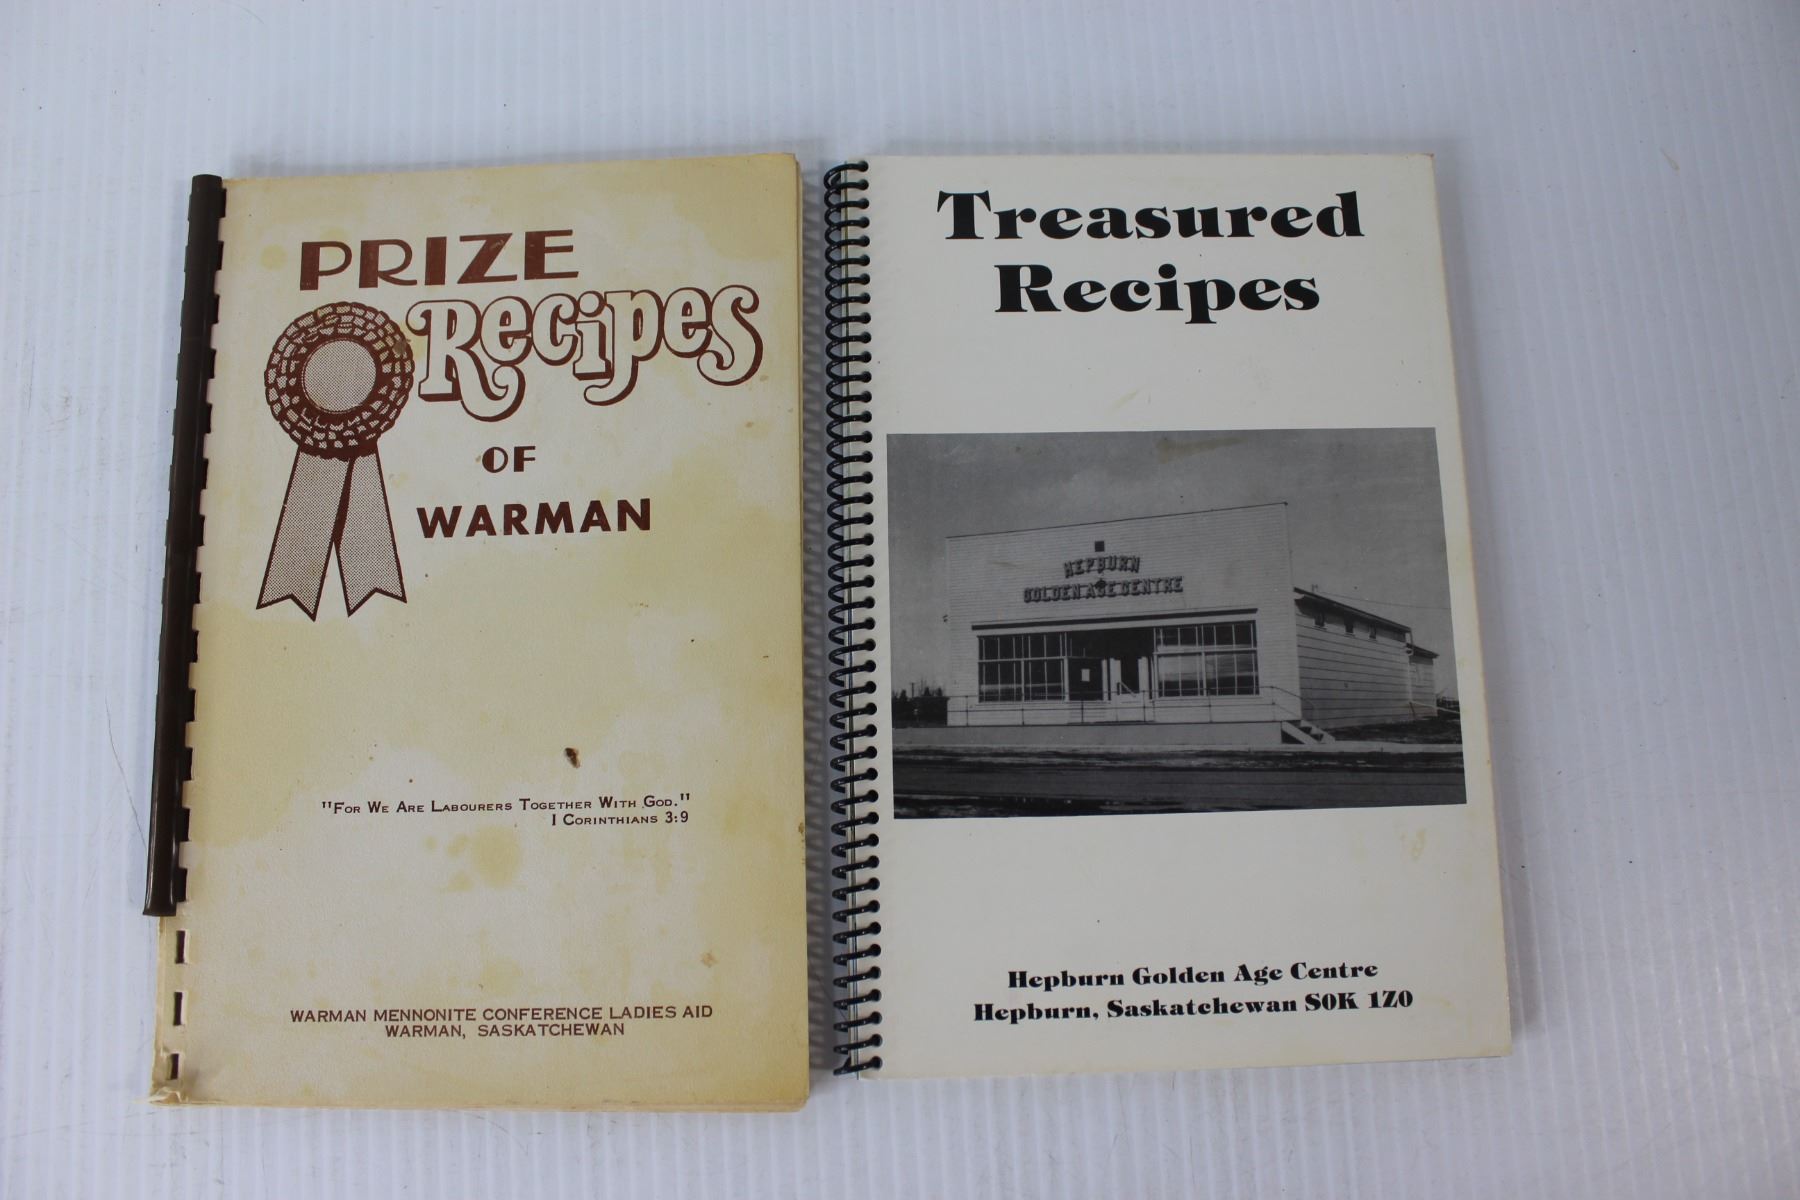 PRIZE
Recipes
OF
WARMAN
"For We Are Labourers Together With God."
I Corinthians 3:9
WARMAN MENNONITE CONFERENCE LADIES AID
WARMAN, SASKATCHEWAN
Treasured
Recipes
HEPBURN
GOLDEN AGE CENTRE
Hepburn Golden Age Centre
Hepburn, Saskatchewan S0K 1Z0